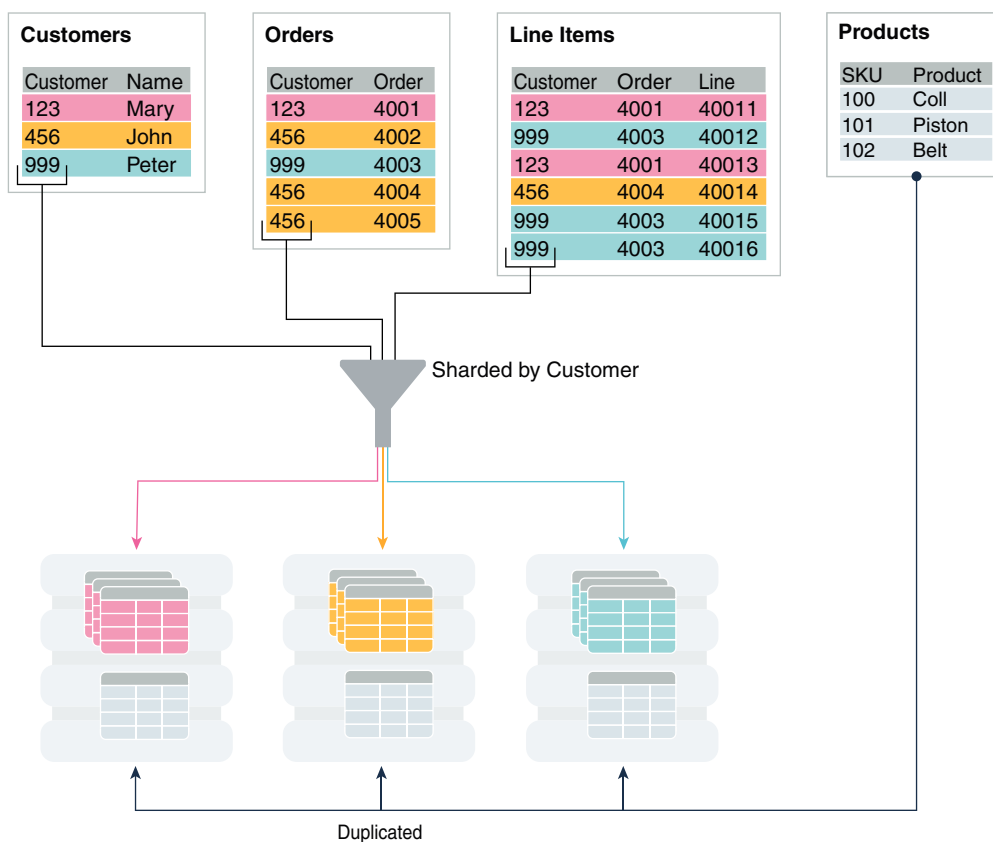 Customers
Customer Name
123 Mary
456 John
999 Peter
Orders
Customer Order
123 4001
456 4002
999 4003
456 4004
456 4005
Line Items
Customer Order Line
123 4001 40011
999 4003 40012
123 4001 40013
456 4004 40014
999 4003 40015
999 4003 40016
Products
SKU Product
100 Coll
101 Piston
102 Belt
Sharded by Customer
Duplicated